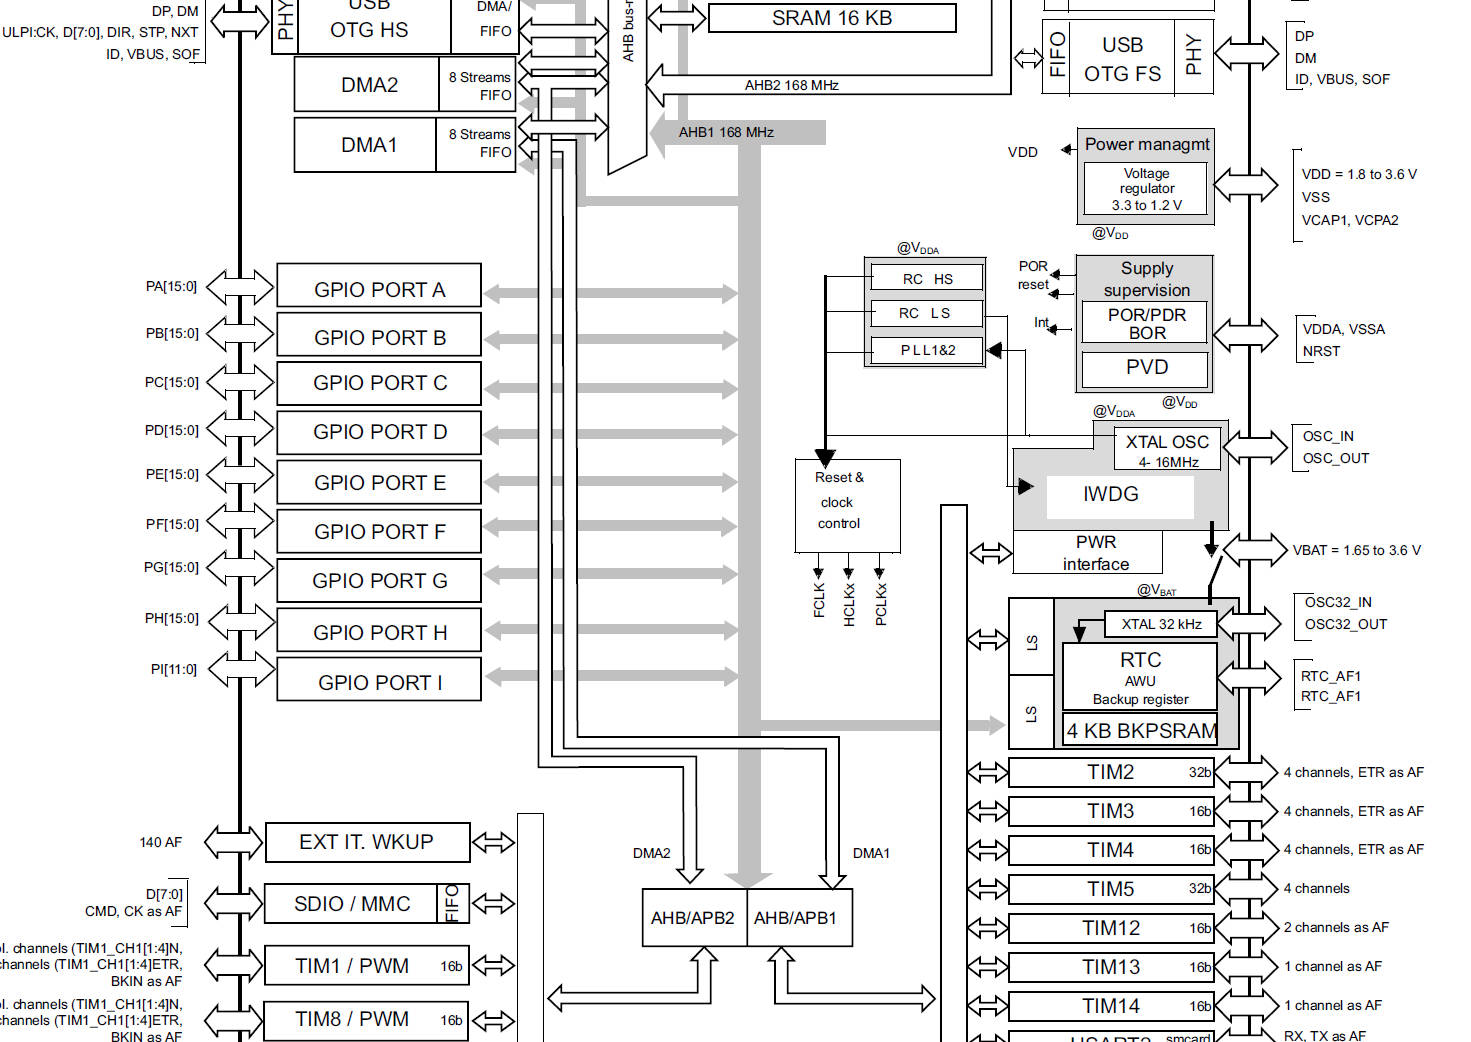 DP, DM
ULPI:CK, D[7:0], DIR, STP, NXT
ID, VBUS, SOF
PHY
USB
OTG HS
DMA/
FIFO
AHB bus-m
SRAM 16 KB
FIFO
USB
OTG FS
PHY
DP
DM
ID, VBUS, SOF
DMA2
8 Streams
FIFO
AHB2 168 MHz
DMA1
8 Streams
FIFO
AHB1 168 MHz
VDD
Power managmt
Voltage
regulator
3.3 to 1.2 V
@VDD
VDD = 1.8 to 3.6 V
VSS
VCAP1, VCPA2
@VDDA
RC HS
RC LS
PLL1&2
POR
reset
Int
Supply
supervision
POR/PDR
BOR
PVD
@VDD
VDDA, VSSA
NRST
PA[15:0]
GPIO PORT A
PB[15:0]
GPIO PORT B
PC[15:0]
GPIO PORT C
PD[15:0]
GPIO PORT D
PE[15:0]
GPIO PORT E
PF[15:0]
GPIO PORT F
PG[15:0]
GPIO PORT G
PH[15:0]
GPIO PORT H
PI[11:0]
GPIO PORT I
@VDDA
XTAL OSC
4- 16MHz
OSC_IN
OSC_OUT
IWDG
Reset &
clock
control
FCLK
HCLKx
PCLKx
PWR
interface
VBAT = 1.65 to 3.6 V
@VBAT
LS
LS
XTAL 32 kHz
OSC32_IN
OSC32_OUT
RTC
AWU
Backup register
RTC_AF1
RTC_AF1
4 KB BKPSRAM
TIM2 32b
4 channels, ETR as AF
TIM3 16b
4 channels, ETR as AF
TIM4 16b
4 channels, ETR as AF
TIM5 32b
4 channels
TIM12 16b
2 channels as AF
TIM13 16b
1 channel as AF
TIM14 16b
1 channel as AF
smcard
RX, TX as AF
140 AF
EXT IT. WKUP
D[7:0]
CMD, CK as AF
SDIO / MMC
FIFO
DMA2
DMA1
AHB/APB2
AHB/APB1
ol. channels (TIM1_CH1[1:4]N,
channels (TIM1_CH1[1:4]ETR,
BKIN as AF
TIM1 / PWM 16b
ol. channels (TIM1_CH1[1:4]N,
channels (TIM1_CH1[1:4]ETR,
BKIN as AF
TIM8 / PWM 16b